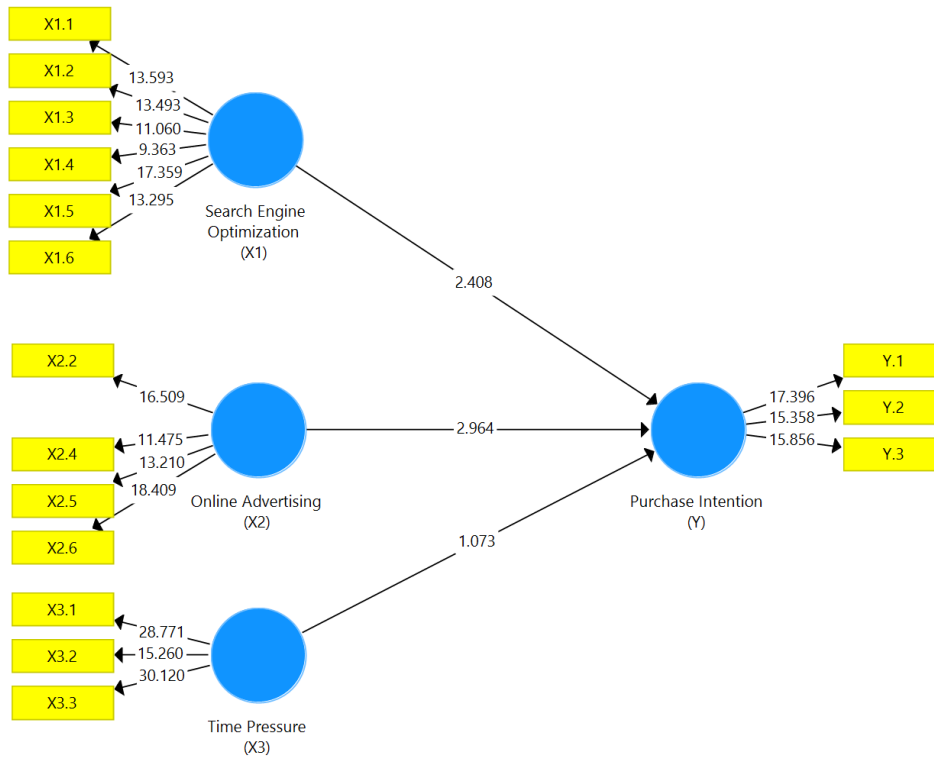 X1.1
X1.2
X1.3
X1.4
X1.5
X1.6
13.593
13.493
11.060
9.363
17.359
13.295
Search Engine
Optimization
(X1)
2.408
X2.2
X2.4
X2.5
X2.6
16.509
11.475
13.210
18.409
Online Advertising
(X2)
2.964
X3.1
X3.2
X3.3
28.771
15.260
30.120
Time Pressure
(X3)
1.073
Purchase Intention
(Y)
17.396
15.358
15.856
Y.1
Y.2
Y.3